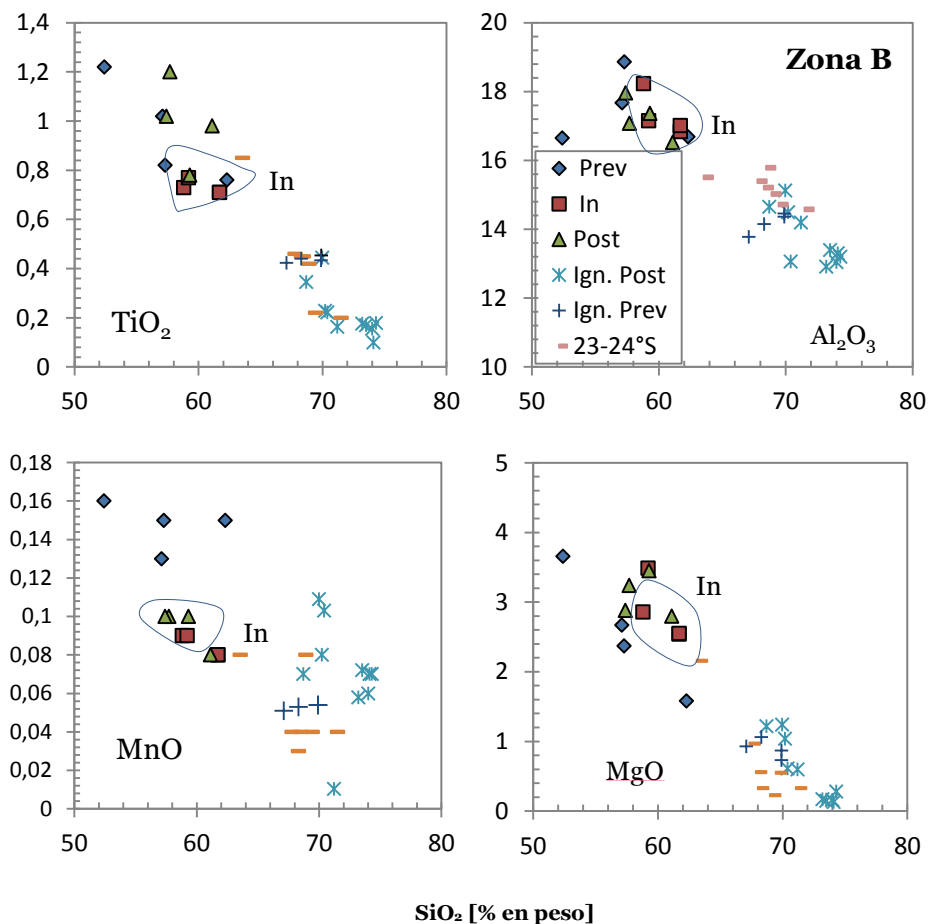 1,4
1,2
1
0,8
0,6
0,4
0,2
0
50 60 70 80
In
TiO₂
20
18
16
14
12
10
50 60 70 80
Zona B
In
Prev
In
Post
Ign. Post
Ign. Prev
23-24°S
Al₂O₃
0,18
0,16
0,14
0,12
0,1
0,08
0,06
0,04
0,02
0
50 60 70 80
In
MnO
5
4
3
2
1
0
50 60 70 80
In
MgO
SiO₂ [% en peso]